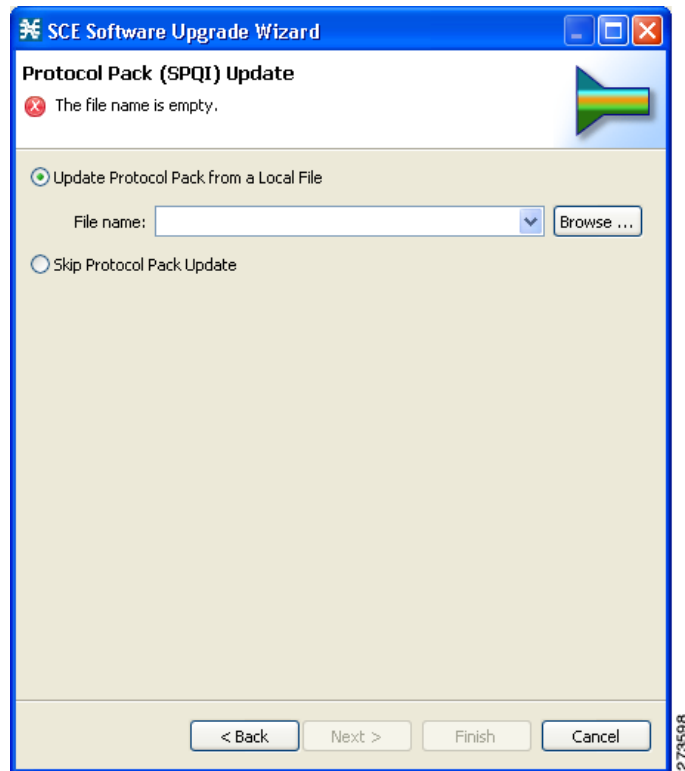 SCE Software Upgrade Wizard
Protocol Pack (SPQI) Update
The file name is empty.
Update Protocol Pack from a Local File
File name:
Browse ...
Skip Protocol Pack Update
< Back Next > Finish Cancel
273598